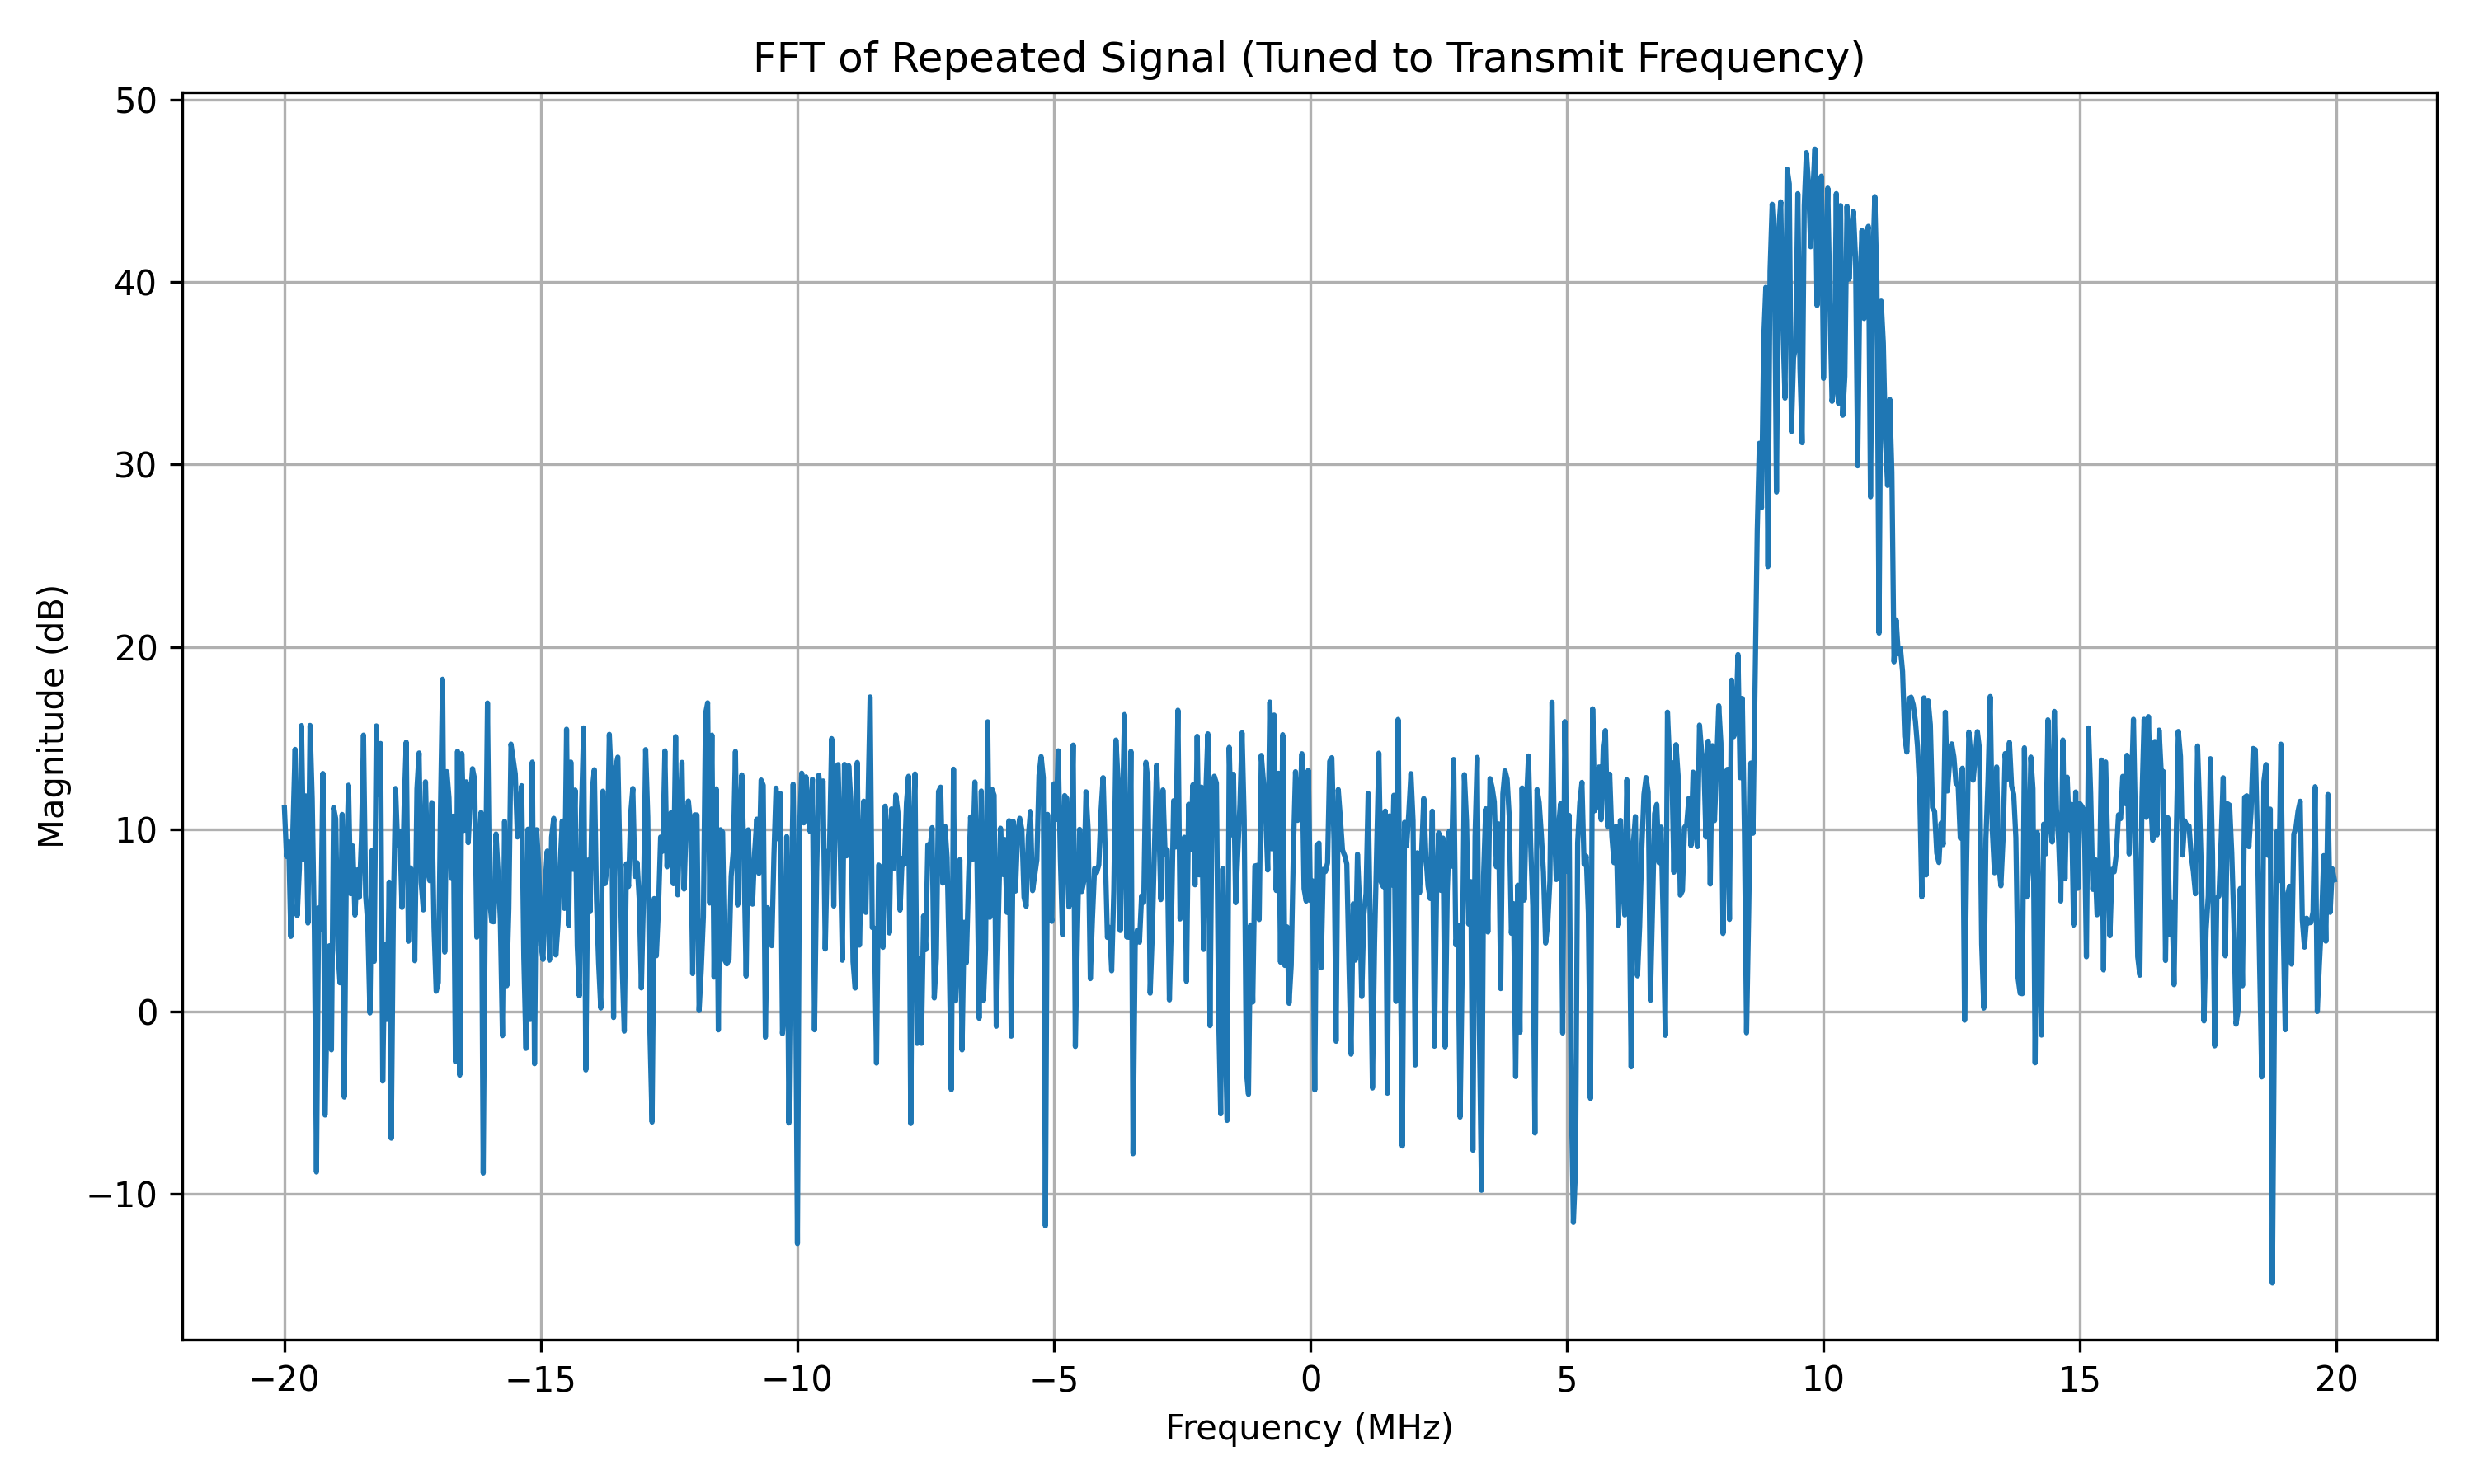 FFT of Repeated Signal (Tuned to Transmit Frequency)
50
40
30
20
10
0
−10
Magnitude (dB)
−20 −15 −10 −5 0 5 10 15 20
Frequency (MHz)